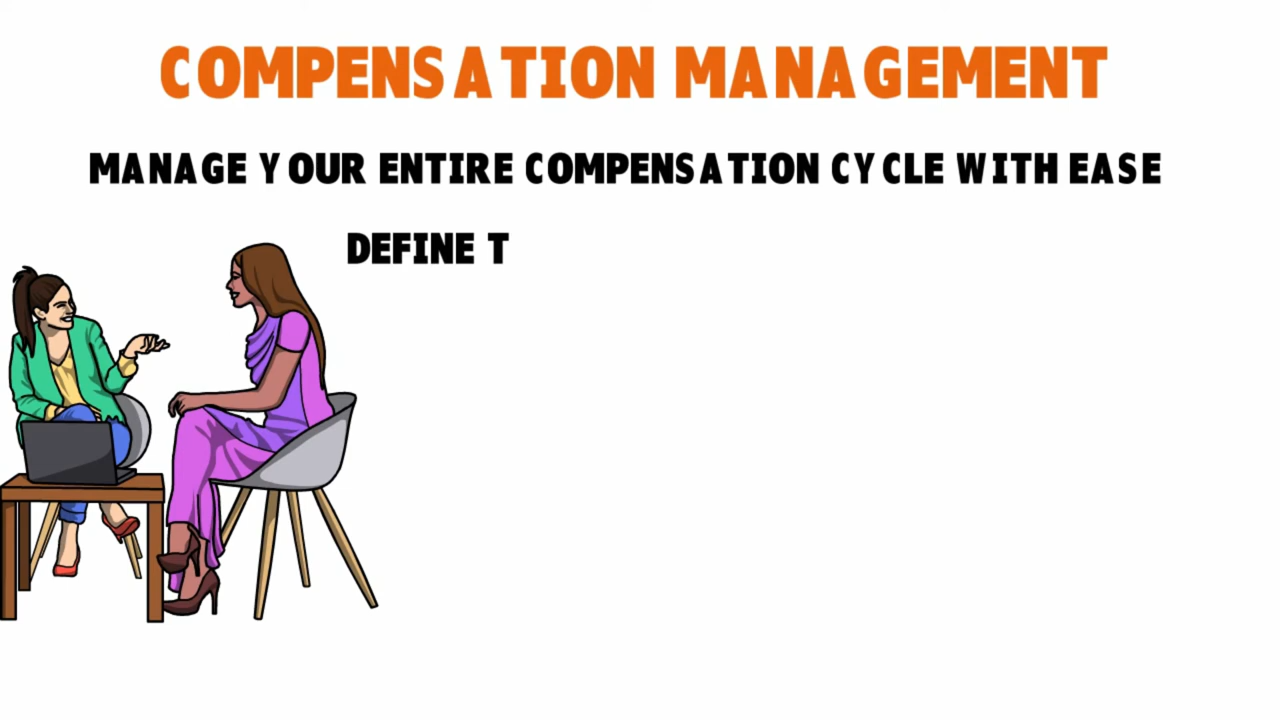 COMPENSATION MANAGEMENT
MANAGE YOUR ENTIRE COMPENSATION CYCLE WITH EASE
DEFINE T